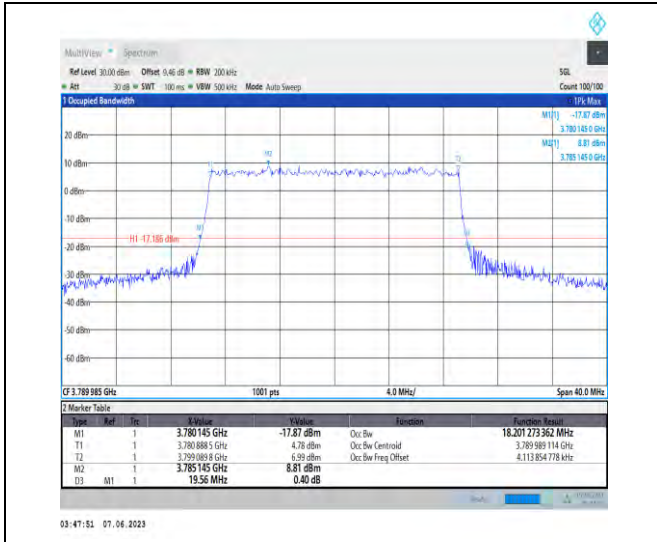 MultiView Spectrum
Ref Level 30.00 dBm Offset 9.46 dB RBW 200 kHz SGL
Att 30 dB SWT 100 ms VBW 500 kHz Mode Auto Sweep Count 100/100
1 Occupied Bandwidth 1Pk Max
M1[1] -17.87 dBm
3.780 145 0 GHz
20 dBm
M2[1] 8.81 dBm
3.785 145 0 GHz
M2
T2
10 dBm
0 dBm
-10 dBm
M1
H1 -17.186 dBm
-20 dBm
-30 dBm
-40 dBm
-50 dBm
-60 dBm
CF 3.789 985 GHz 1001 pts 4.0 MHz/ Span 40.0 MHz
2 Marker Table
Type Ref Trc X-Value Y-Value Function Function Result
M1 1 3.780 145 GHz -17.87 dBm Occ Bw 18.201 273 362 MHz
T1 1 3.780 888 5 GHz 4.78 dBm Occ Bw Centroid 3.789 989 114 GHz
T2 1 3.799 089 8 GHz 6.99 dBm Occ Bw Freq Offset 4.113 854 778 kHz
M2 1 3.785 145 GHz 8.81 dBm
D3 M1 1 19.56 MHz 0.40 dB
03:47:51 07.06.2023